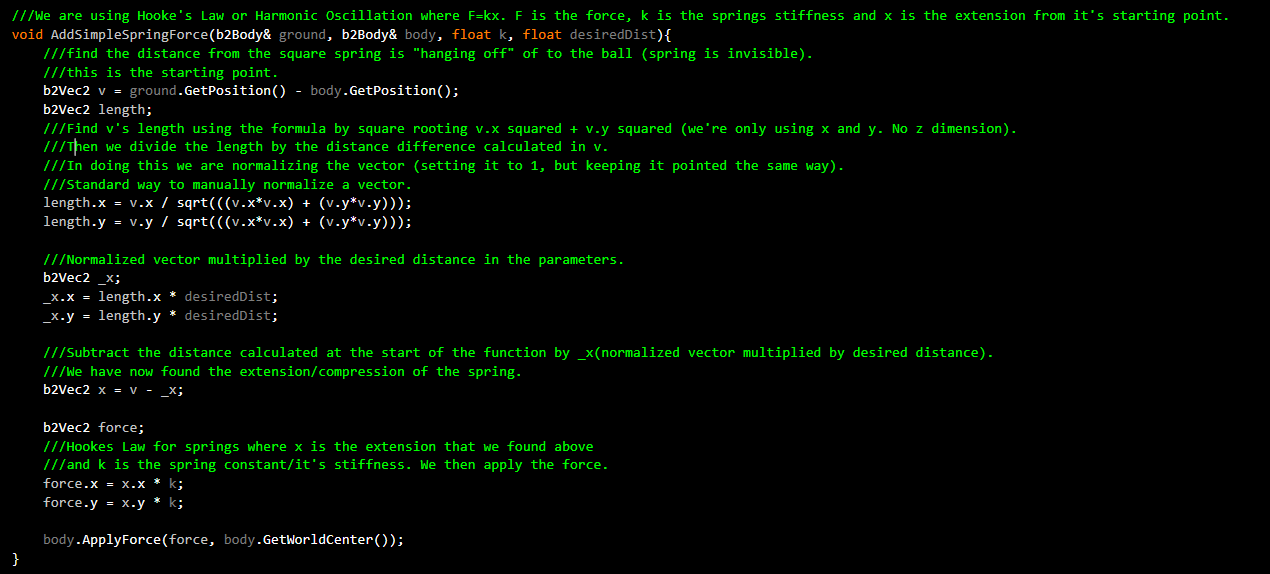 ///We are using Hooke's Law or Harmonic Oscillation where F=kx. F is the force, k is the springs stiffness and x is the extension from it's starting point.
void AddSimpleSpringForce(b2Body& ground, b2Body& body, float k, float desiredDist){
    ///find the distance from the square spring is "hanging off" of to the ball (spring is invisible).
    ///this is the starting point.
    b2Vec2 v = ground.GetPosition() - body.GetPosition();
    b2Vec2 length;
    ///Find v's length using the formula by square rooting v.x squared + v.y squared (we're only using x and y. No z dimension).
    ///Then we divide the length by the distance difference calculated in v.
    ///In doing this we are normalizing the vector (setting it to 1, but keeping it pointed the same way).
    ///Standard way to manually normalize a vector.
    length.x = v.x / sqrt(((v.x*v.x) + (v.y*v.y)));
    length.y = v.y / sqrt(((v.x*v.x) + (v.y*v.y)));

    ///Normalized vector multiplied by the desired distance in the parameters.
    b2Vec2 _x;
    _x.x = length.x * desiredDist;
    _x.y = length.y * desiredDist;

    ///Subtract the distance calculated at the start of the function by _x(normalized vector multiplied by desired distance).
    ///We have now found the extension/compression of the spring.
    b2Vec2 x = v - _x;

    b2Vec2 force;
    ///Hookes Law for springs where x is the extension that we found above
    ///and k is the spring constant/it's stiffness. We then apply the force.
    force.x = x.x * k;
    force.y = x.y * k;

    body.ApplyForce(force, body.GetWorldCenter());
}